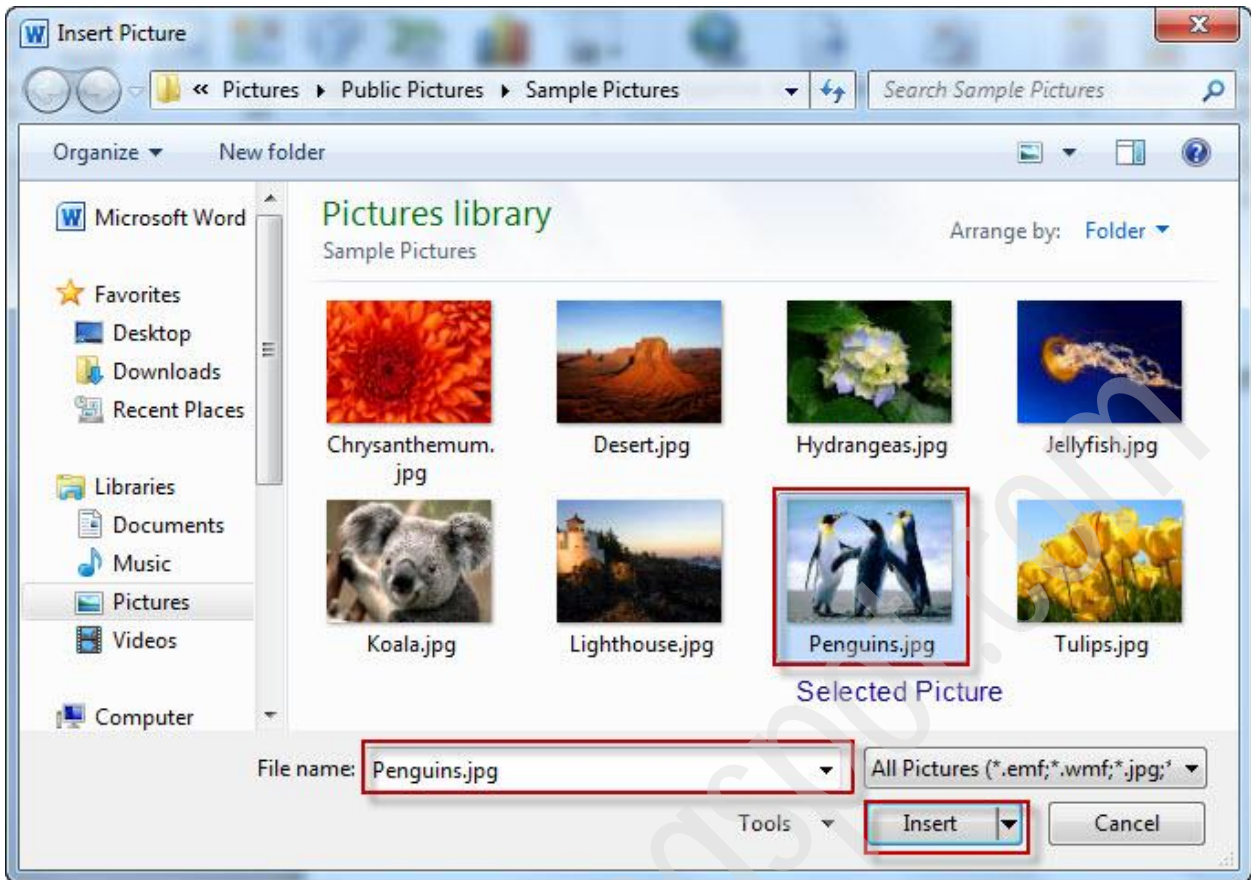 Insert Picture
« Pictures ▸ Public Pictures ▸ Sample Pictures
Search Sample Pictures
Organize
New folder
Microsoft Word
Favorites
Desktop
Downloads
Recent Places
Libraries
Documents
Music
Pictures
Videos
Computer
Pictures library
Sample Pictures
Arrange by: Folder
Chrysanthemum.
jpg
Desert.jpg
Hydrangeas.jpg
Jellyfish.jpg
Koala.jpg
Lighthouse.jpg
Penguins.jpg
Tulips.jpg
Selected Picture
File name: Penguins.jpg
All Pictures (*.emf;*.wmf;*.jpg;*
Tools
Insert
Cancel